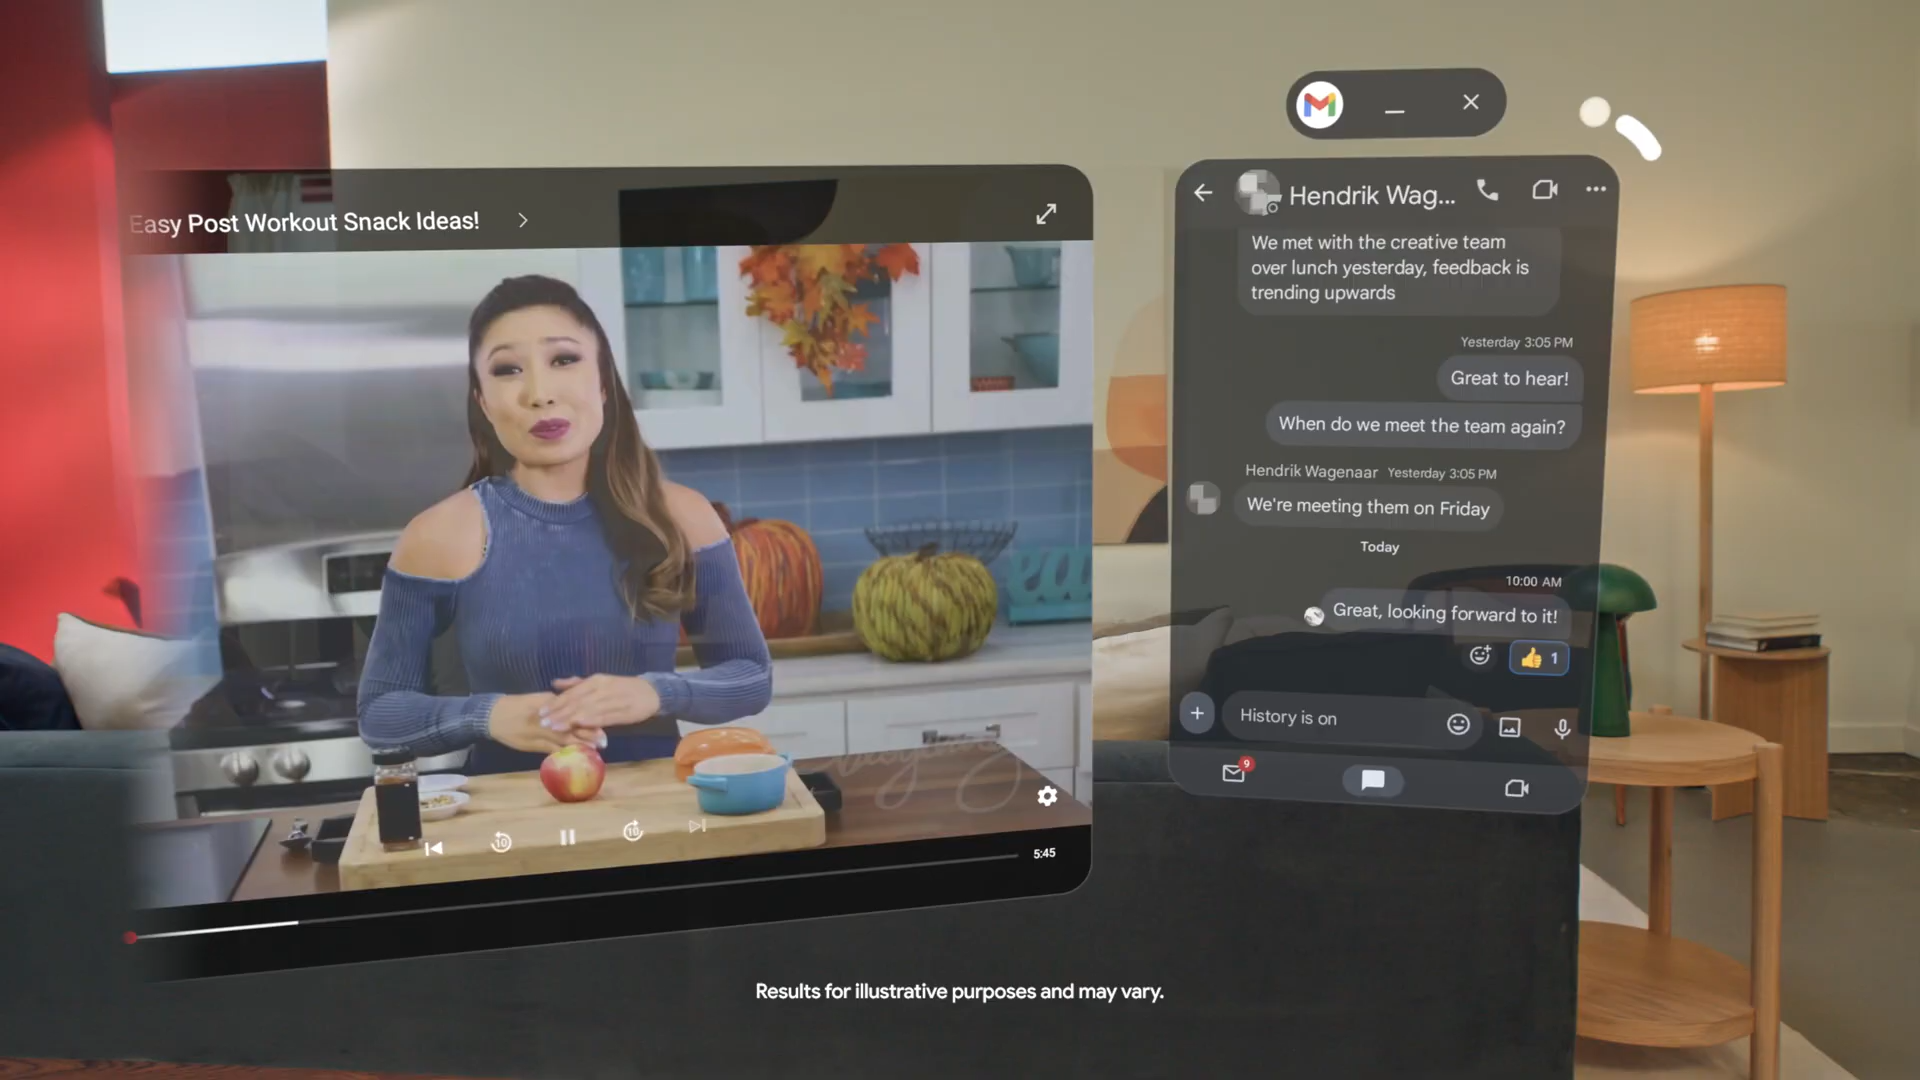 Easy Post Workout Snack Ideas!
Hendrik Wag...
We met with the creative team
over lunch yesterday, feedback is
trending upwards
Yesterday 3:05 PM
Great to hear!
When do we meet the team again?
Hendrik Wagenaar Yesterday 3:05 PM
We're meeting them on Friday
Today
10:00 AM
Great, looking forward to it!
👍 1
History is on
9
10
10
5:45
Results for illustrative purposes and may vary.